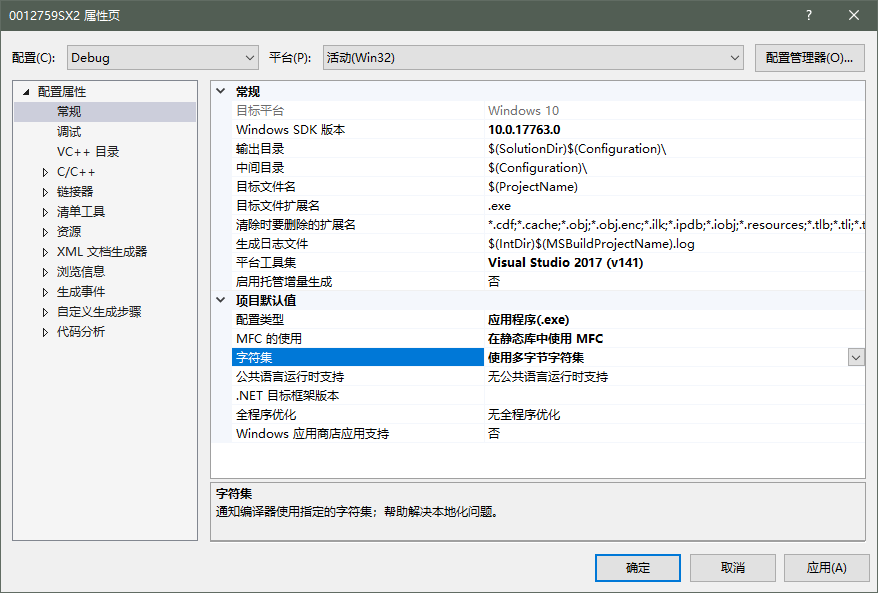 0012759SX2 属性页
配置(C): Debug 平台(P): 活动(Win32) 配置管理器(O)...
配置属性
常规
调试
VC++ 目录
C/C++
链接器
清单工具
资源
XML 文档生成器
浏览信息
生成事件
自定义生成步骤
代码分析
常规
目标平台 Windows 10
Windows SDK 版本 10.0.17763.0
输出目录 $(SolutionDir)$(Configuration)\
中间目录 $(Configuration)\
目标文件名 $(ProjectName)
目标文件扩展名 .exe
清除时要删除的扩展名 *.cdf;*.cache;*.obj;*.obj.enc;*.ilk;*.ipdb;*.iobj;*.resources;*.tlb;*.tli;*.t
生成日志文件 $(IntDir)$(MSBuildProjectName).log
平台工具集 Visual Studio 2017 (v141)
启用托管增量生成 否
项目默认值
配置类型 应用程序(.exe)
MFC 的使用 在静态库中使用 MFC
字符集 使用多字节字符集
公共语言运行时支持 无公共语言运行时支持
.NET 目标框架版本
全程序优化 无全程序优化
Windows 应用商店应用支持 否
字符集
通知编译器使用指定的字符集；帮助解决本地化问题。
确定 取消 应用(A)